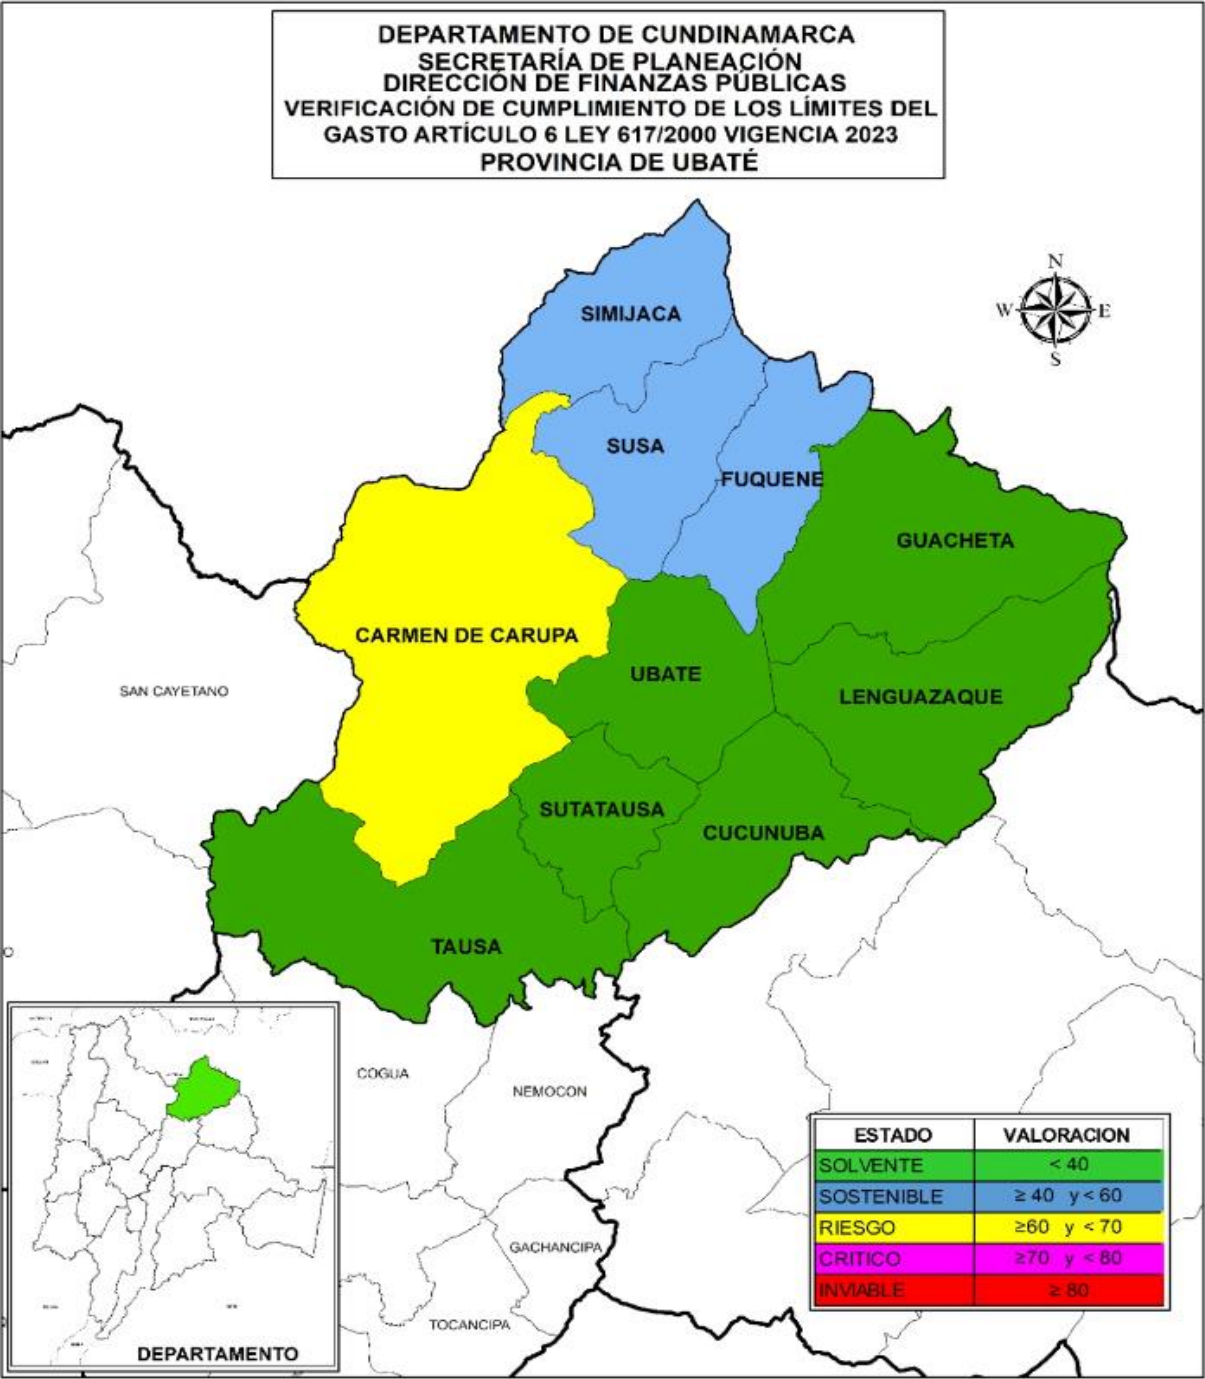 DEPARTAMENTO DE CUNDINAMARCA
SECRETARÍA DE PLANEACIÓN
DIRECCIÓN DE FINANZAS PÚBLICAS
VERIFICACIÓN DE CUMPLIMIENTO DE LOS LÍMITES DEL
GASTO ARTÍCULO 6 LEY 617/2000 VIGENCIA 2023
PROVINCIA DE UBATÉ
N
W E
S
SIMIJACA
SUSA
FUQUENE
GUACHETA
CARMEN DE CARUPA
UBATE
SAN CAYETANO
LENGUAZAQUE
SUTATAUSA
CUCUNUBA
TAUSA
COGUA
NEMOCON
GACHANCIPA
TOCANCIPA
DEPARTAMENTO
ESTADO VALORACION
SOLVENTE < 40
SOSTENIBLE ≥ 40 y < 60
RIESGO ≥60 y < 70
CRITICO ≥70 y < 80
INVIABLE ≥ 80